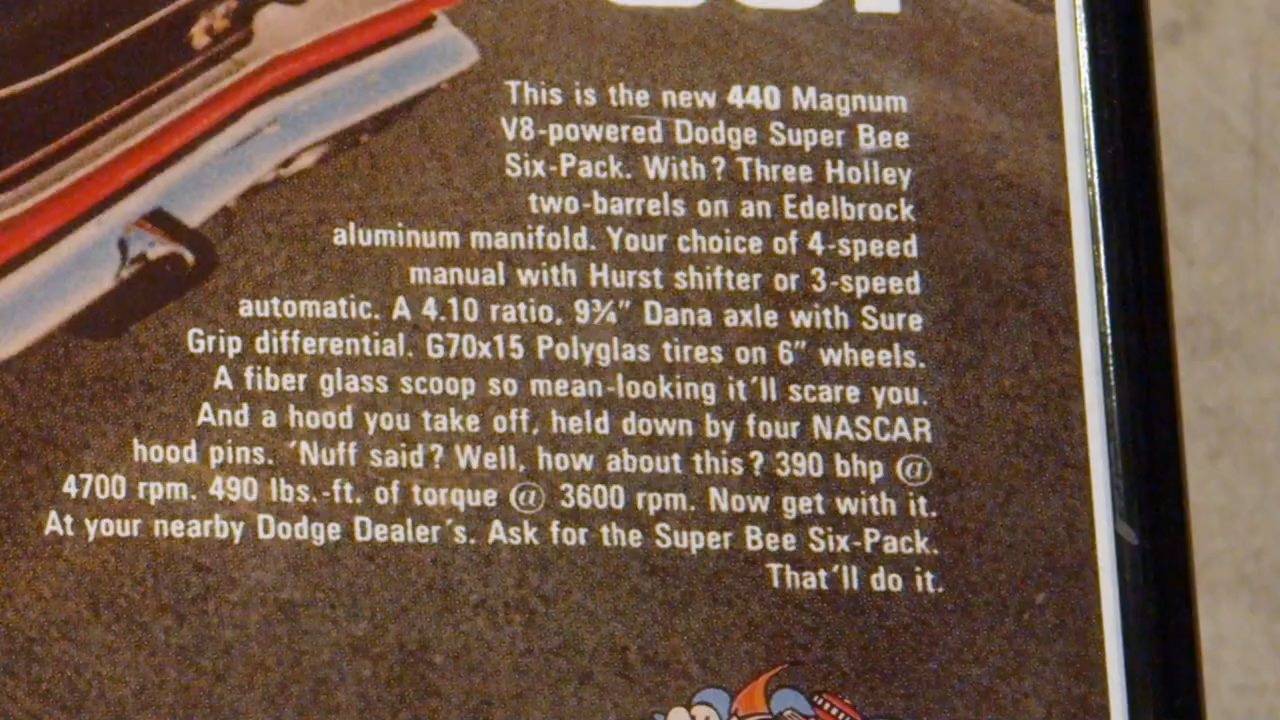 This is the new 440 Magnum
V8-powered Dodge Super Bee
Six-Pack. With? Three Holley
two-barrels on an Edelbrock
aluminum manifold. Your choice of 4-speed
manual with Hurst shifter or 3-speed
automatic. A 4.10 ratio. 9¾" Dana axle with Sure
Grip differential. G70x15 Polyglas tires on 6" wheels.
A fiber glass scoop so mean-looking it'll scare you.
And a hood you take off, held down by four NASCAR
hood pins. 'Nuff said? Well, how about this? 390 bhp @
4700 rpm. 490 lbs.-ft. of torque @ 3600 rpm. Now get with it.
At your nearby Dodge Dealer's. Ask for the Super Bee Six-Pack.
That'll do it.